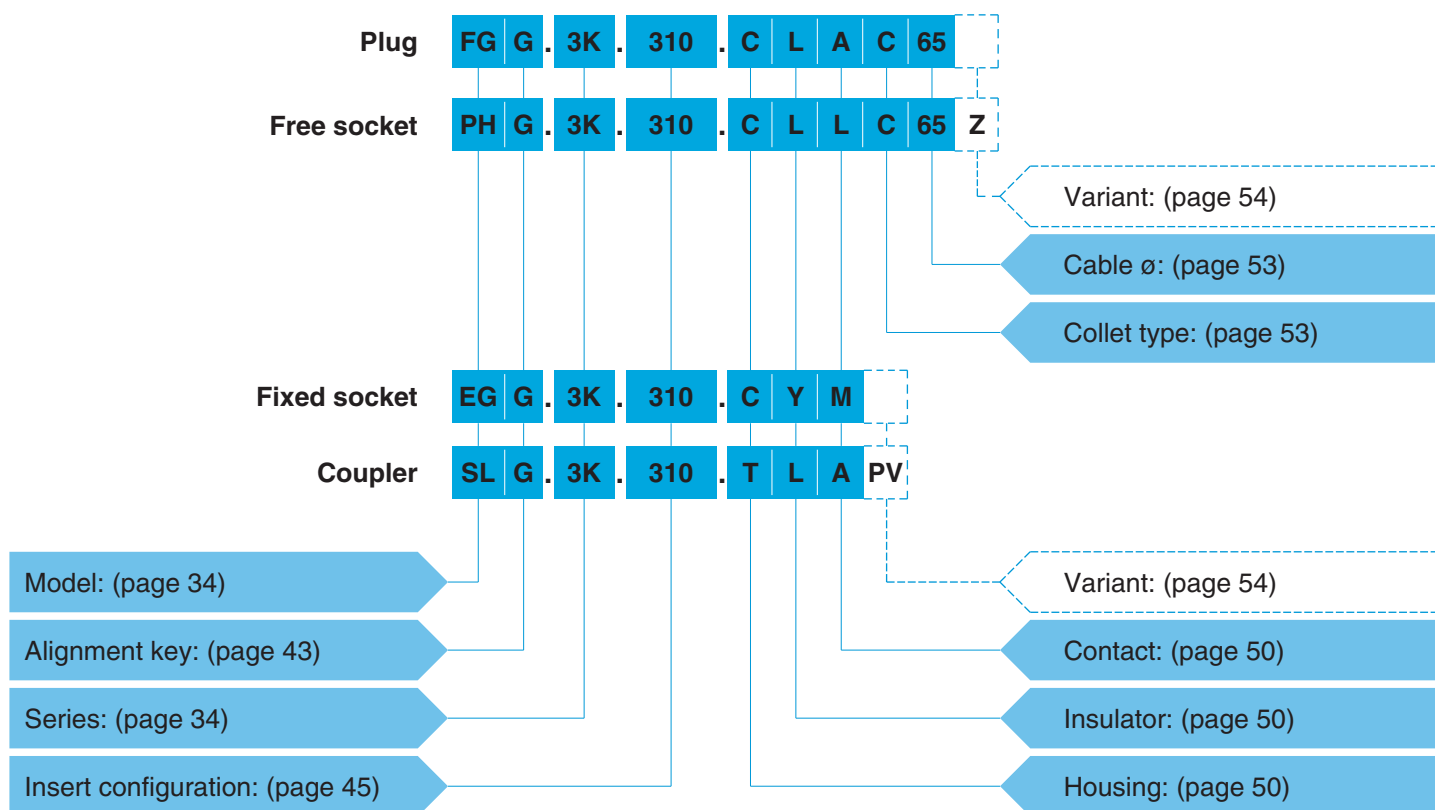 Plug FG G . 3K . 310 . C L A C 65
Free socket PH G . 3K . 310 . C L L C 65 Z
Variant: (page 54)
Cable ø: (page 53)
Collet type: (page 53)
Fixed socket EG G . 3K . 310 . C Y M
Coupler SL G . 3K . 310 . T L A PV
Model: (page 34) Variant: (page 54)
Alignment key: (page 43) Contact: (page 50)
Series: (page 34) Insulator: (page 50)
Insert configuration: (page 45) Housing: (page 50)